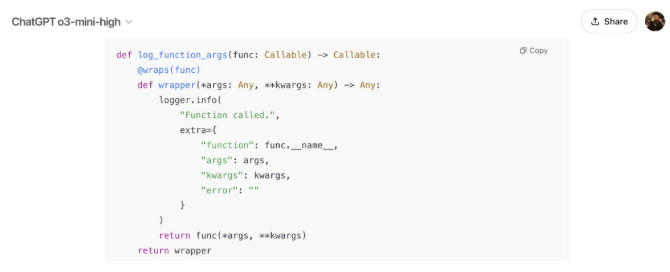 ChatGPT o3-mini-high
Share
Copy
def log_function_args(func: Callable) -> Callable:
    @wraps(func)
    def wrapper(*args: Any, **kwargs: Any) -> Any:
        logger.info(
            "Function called.",
            extra={
                "function": func.__name__,
                "args": args,
                "kwargs": kwargs,
                "error": ""
            }
        )
        return func(*args, **kwargs)
    return wrapper